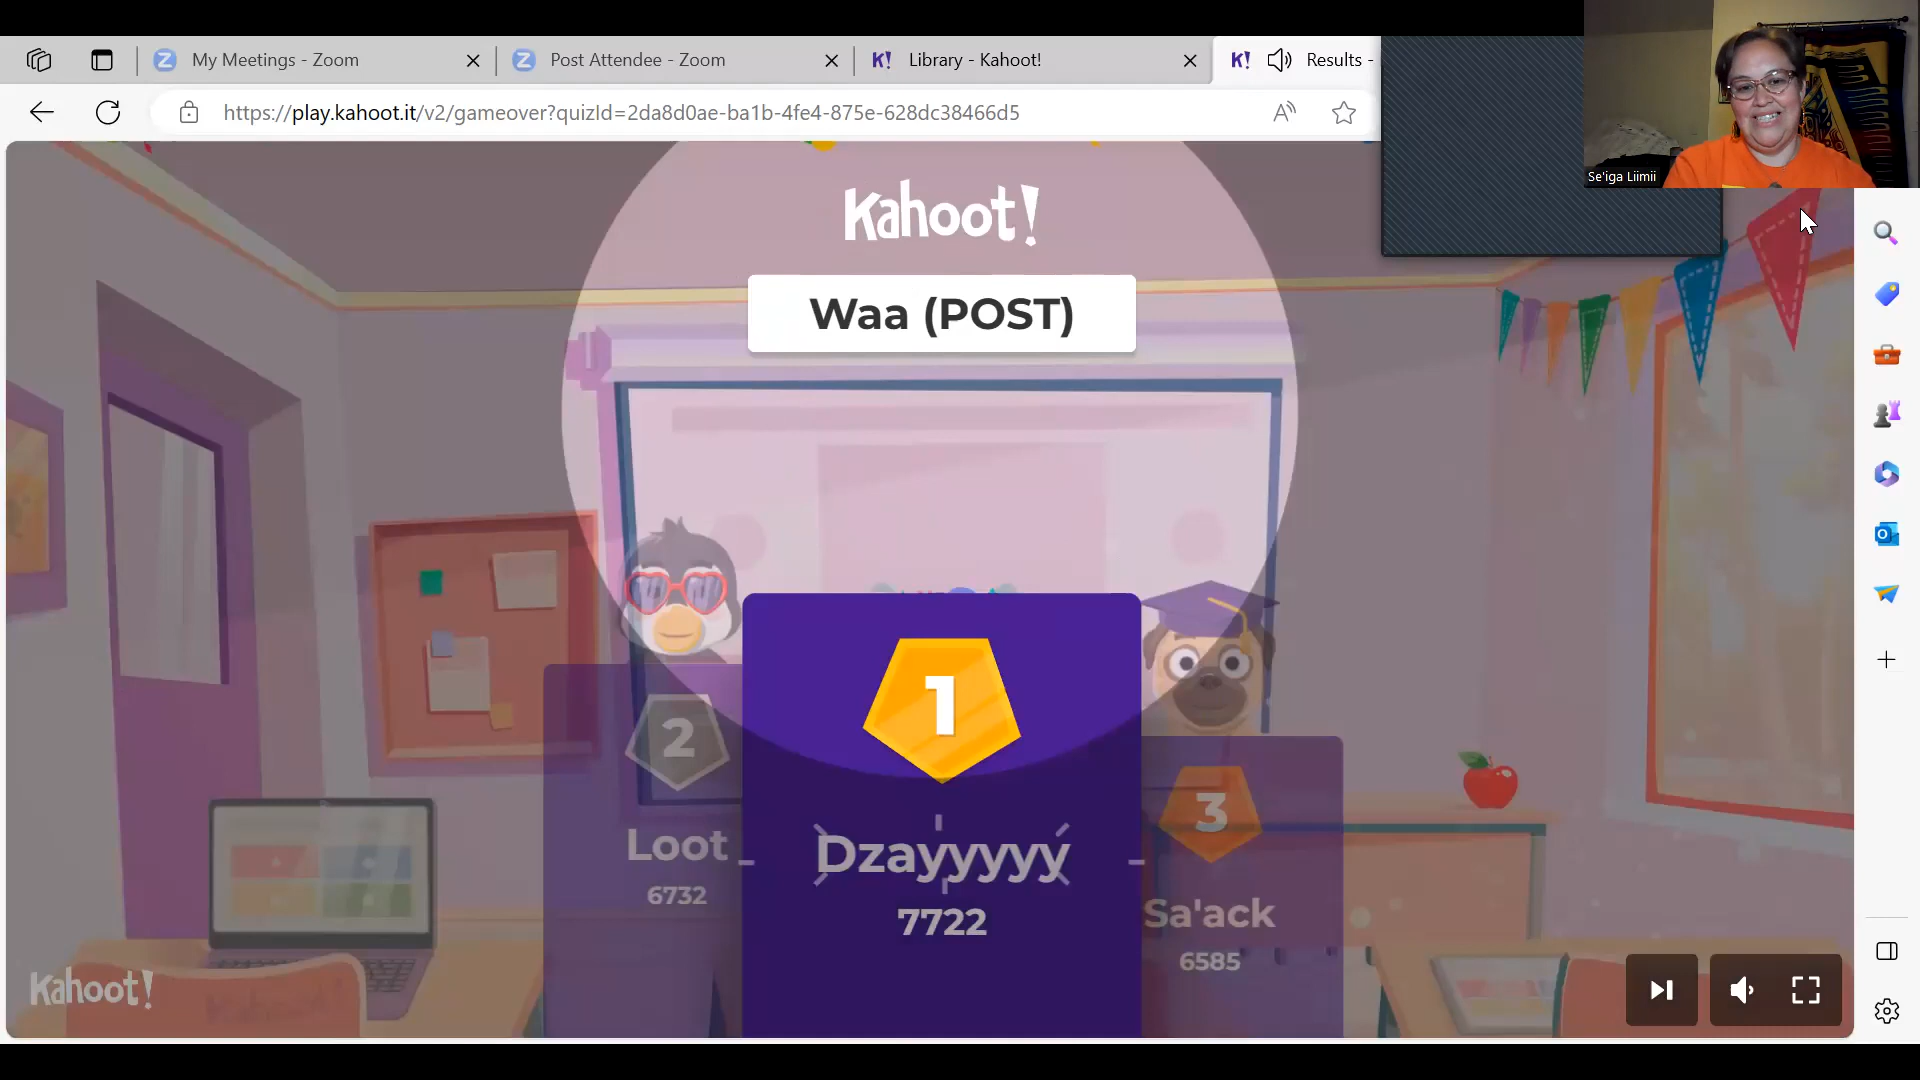 My Meetings - Zoom
Post Attendee - Zoom
K! Library - Kahoot!
K! Results -
https://play.kahoot.it/v2/gameover?quizId=2da8d0ae-ba1b-4fe4-875e-628dc38466d5
Se'iga Liimii
Kahoot!
Waa (POST)
1
Dzayyyyy
7722
2
Loot
6732
3
Sa'ack
6585
Kahoot!